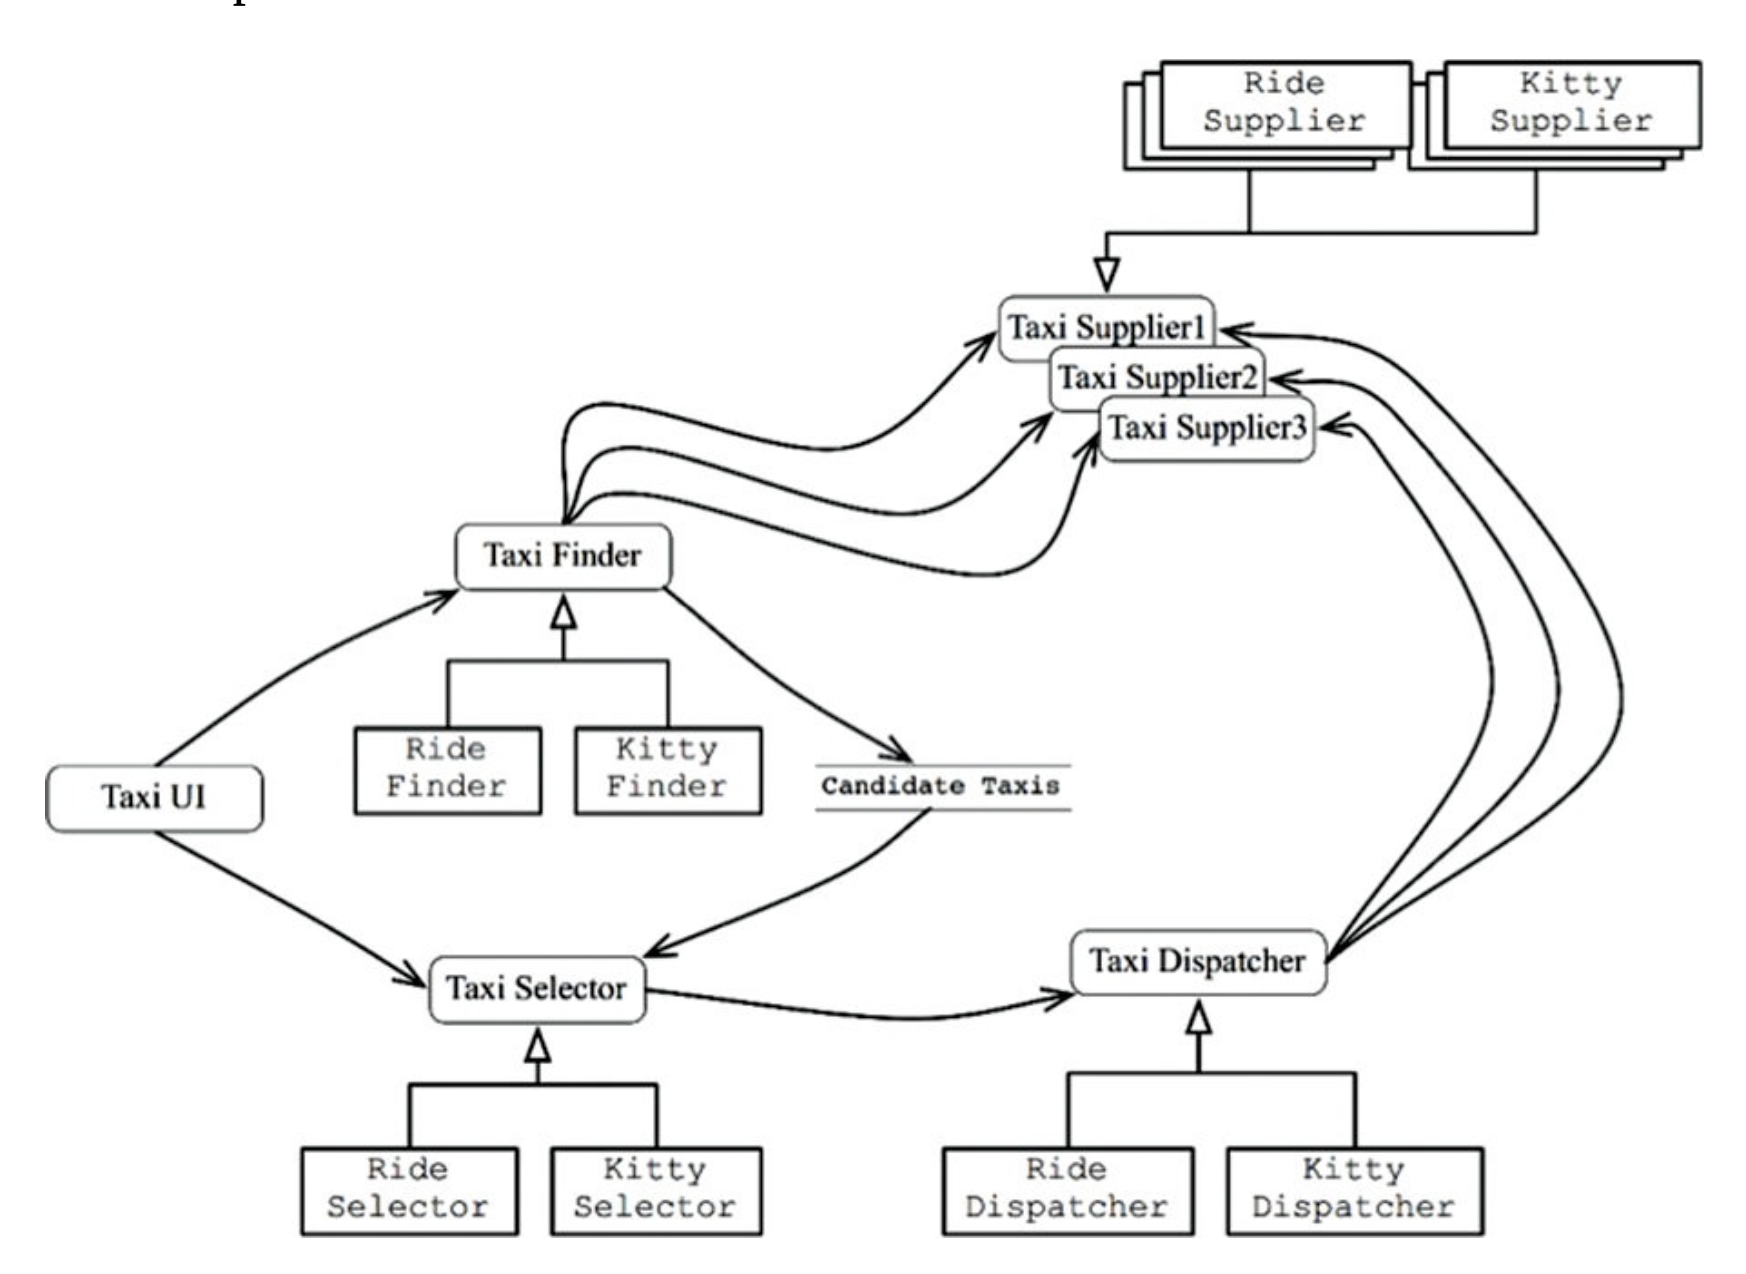 Ride
Supplier
Kitty
Supplier
Taxi Supplier1
Taxi Supplier2
Taxi Supplier3
Taxi Finder
Ride
Finder
Kitty
Finder
Taxi UI
Candidate Taxis
Taxi Selector
Taxi Dispatcher
Ride
Selector
Kitty
Selector
Ride
Dispatcher
Kitty
Dispatcher